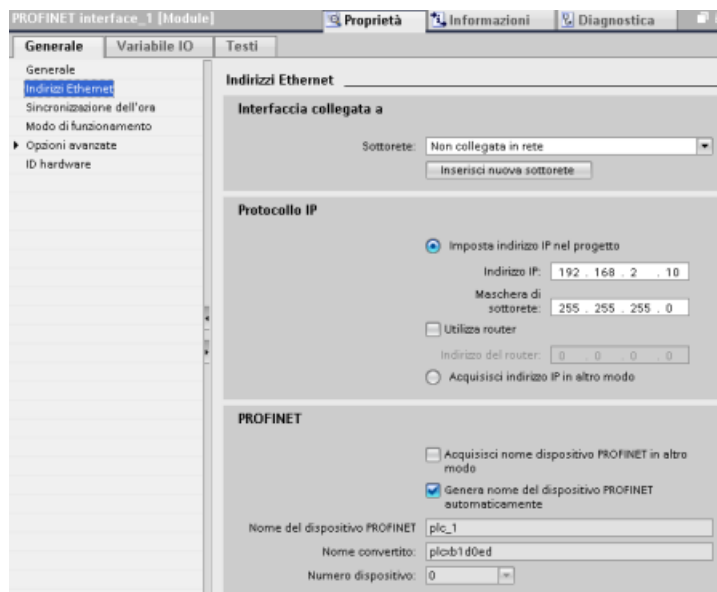 PROFINET interface_1 [Module]
Proprietà
Informazioni
Diagnostica
Generale
Variabile IO
Testi
Generale
Indirizzi Ethernet
Sincronizzazione dell'ora
Modo di funzionamento
Opzioni avanzate
ID hardware
Indirizzi Ethernet
Interfaccia collegata a
Sottorete: Non collegata in rete
Inserisci nuova sottorete
Protocollo IP
Imposta indirizzo IP nel progetto
Indirizzo IP: 192 . 168 . 2 . 10
Maschera di
sottorete: 255 . 255 . 255 . 0
Utilizza router
Indirizzo del router: 0 . 0 . 0 . 0
Acquisisci indirizzo IP in altro modo
PROFINET
Acquisisci nome dispositivo PROFINET in altro
modo
Genera nome del dispositivo PROFINET
automaticamente
Nome del dispositivo PROFINET plc_1
Nome convertito: plcxb1d0ed
Numero dispositivo: 0